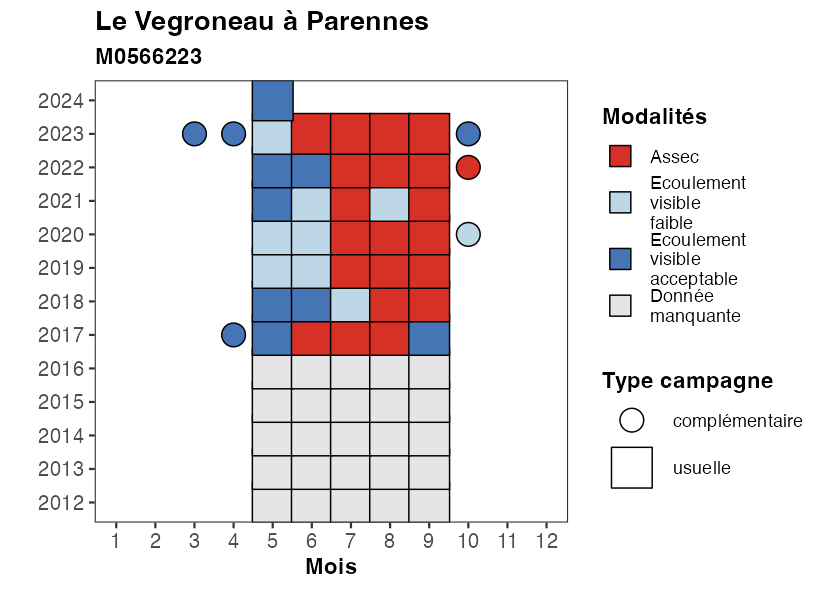 Le Vegroneau à Parennes
M0566223
2024
2023
2022
2021
2020
2019
2018
2017
2016
2015
2014
2013
2012
1 2 3 4 5 6 7 8 9 10 11 12
Mois
Modalités
Assec
Ecoulement
visible
faible
Ecoulement
visible
acceptable
Donnée
manquante
Type campagne
complémentaire
usuelle